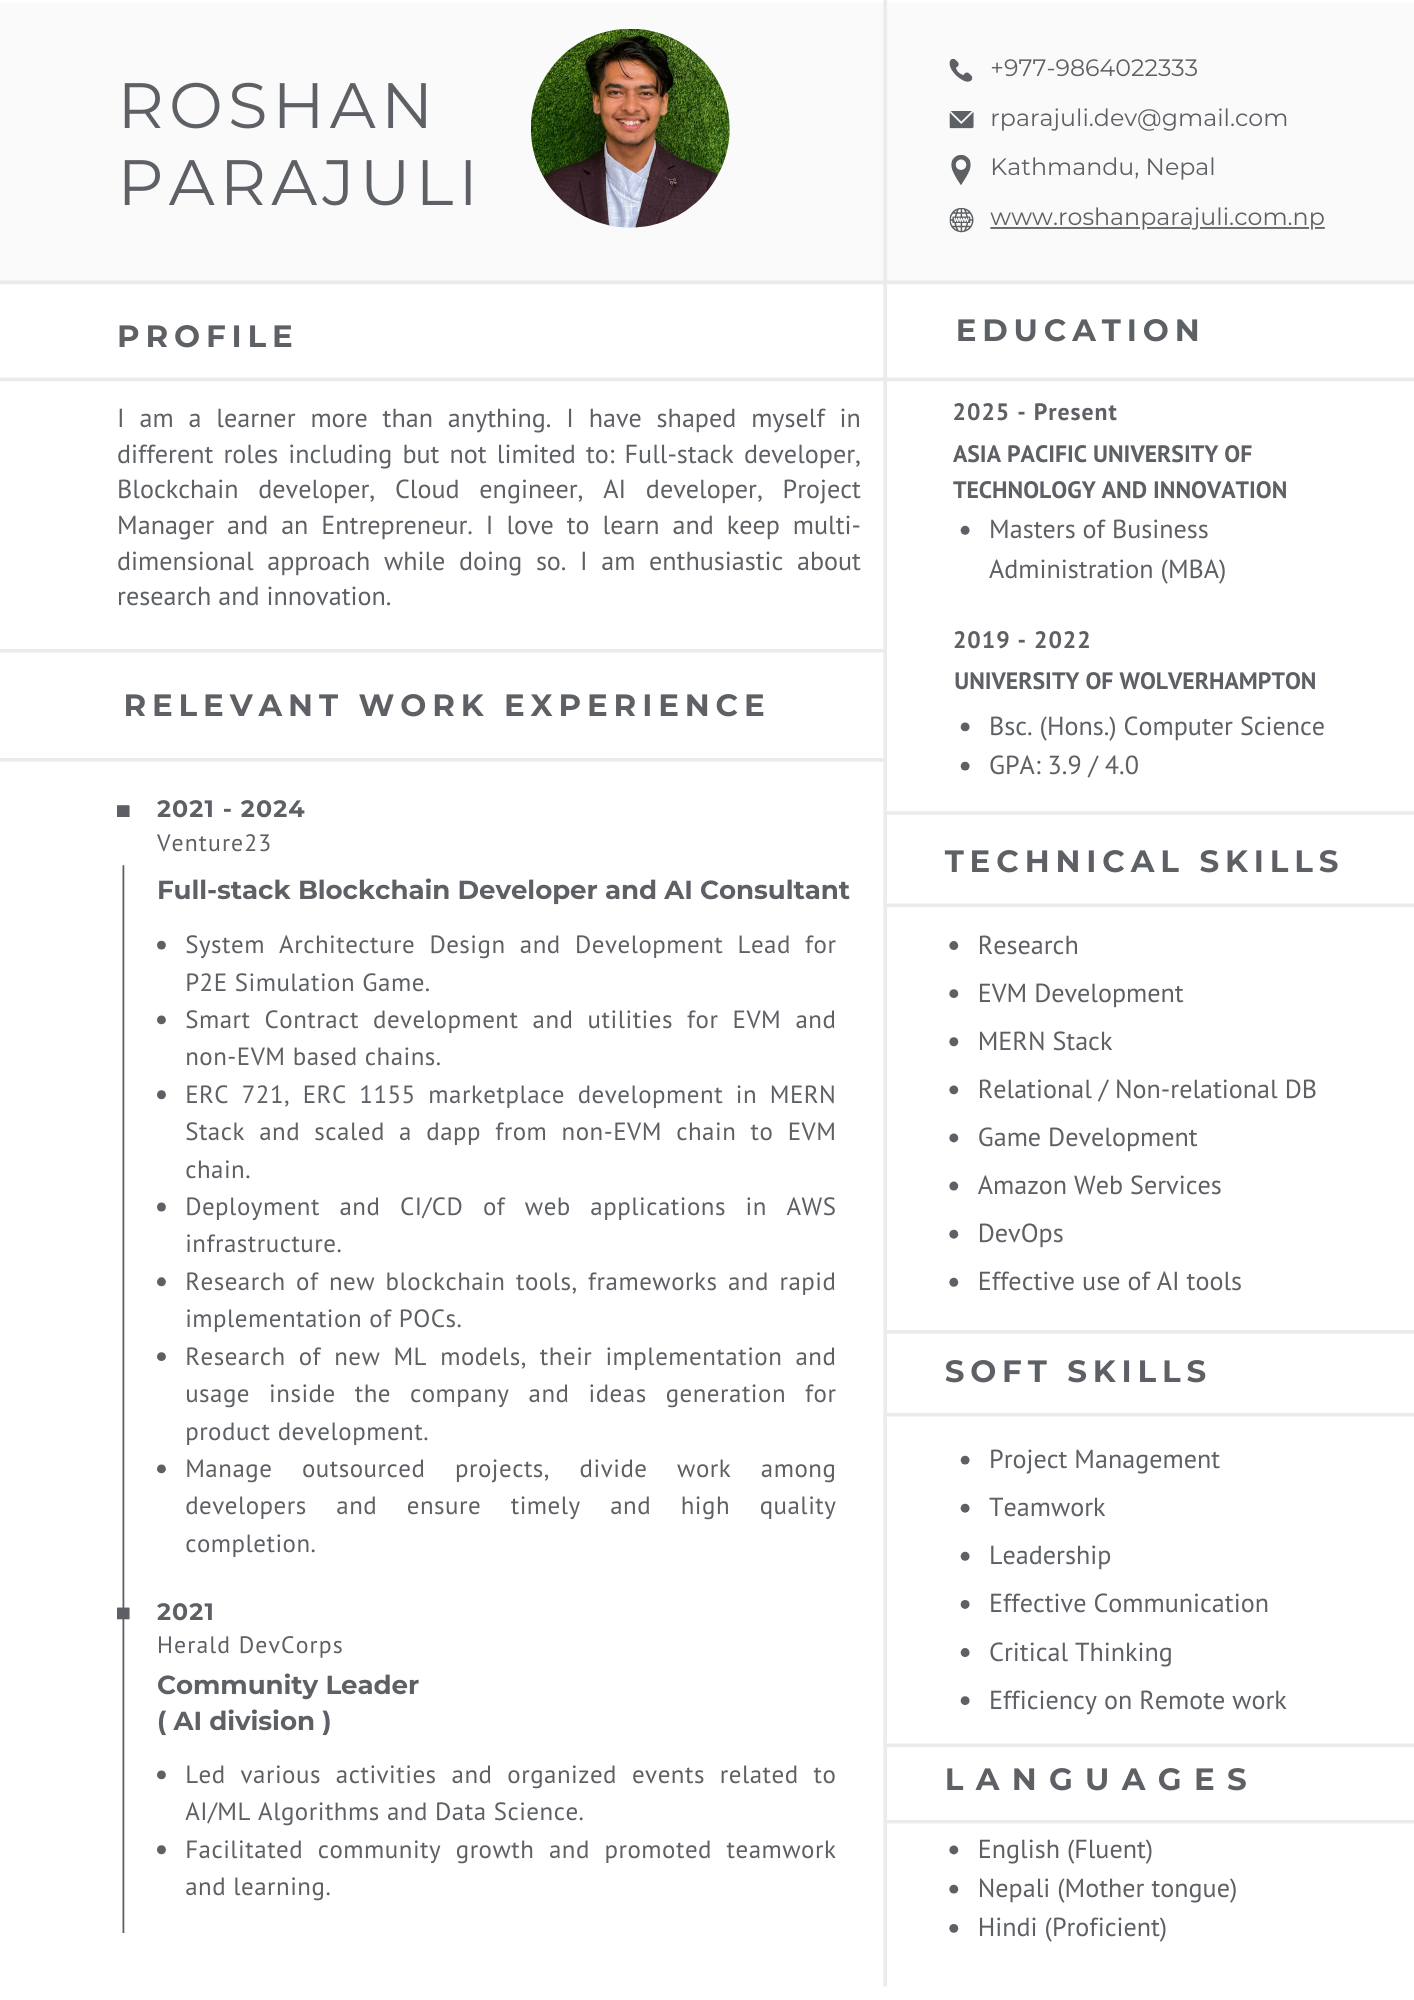 ROSHAN
PARAJULI
+977-9864022333
rparajuli.dev@gmail.com
Kathmandu, Nepal
www.roshanparajuli.com.np
PROFILE
I am a learner more than anything. I have shaped myself in
different roles including but not limited to: Full-stack developer,
Blockchain developer, Cloud engineer, AI developer, Project
Manager and an Entrepreneur. I love to learn and keep multi-
dimensional approach while doing so. I am enthusiastic about
research and innovation.
RELEVANT WORK EXPERIENCE
2021 - 2024
Venture23
Full-stack Blockchain Developer and AI Consultant
• System Architecture Design and Development Lead for
P2E Simulation Game.
• Smart Contract development and utilities for EVM and
non-EVM based chains.
• ERC 721, ERC 1155 marketplace development in MERN
Stack and scaled a dapp from non-EVM chain to EVM
chain.
• Deployment and CI/CD of web applications in AWS
infrastructure.
• Research of new blockchain tools, frameworks and rapid
implementation of POCs.
• Research of new ML models, their implementation and
usage inside the company and ideas generation for
product development.
• Manage outsourced projects, divide work among
developers and ensure timely and high quality
completion.
2021
Herald DevCorps
Community Leader
( AI division )
• Led various activities and organized events related to
AI/ML Algorithms and Data Science.
• Facilitated community growth and promoted teamwork
and learning.
EDUCATION
2025 - Present
ASIA PACIFIC UNIVERSITY OF
TECHNOLOGY AND INNOVATION
• Masters of Business
Administration (MBA)
2019 - 2022
UNIVERSITY OF WOLVERHAMPTON
• Bsc. (Hons.) Computer Science
• GPA: 3.9 / 4.0
TECHNICAL SKILLS
• Research
• EVM Development
• MERN Stack
• Relational / Non-relational DB
• Game Development
• Amazon Web Services
• DevOps
• Effective use of AI tools
SOFT SKILLS
• Project Management
• Teamwork
• Leadership
• Effective Communication
• Critical Thinking
• Efficiency on Remote work
LANGUAGES
• English (Fluent)
• Nepali (Mother tongue)
• Hindi (Proficient)